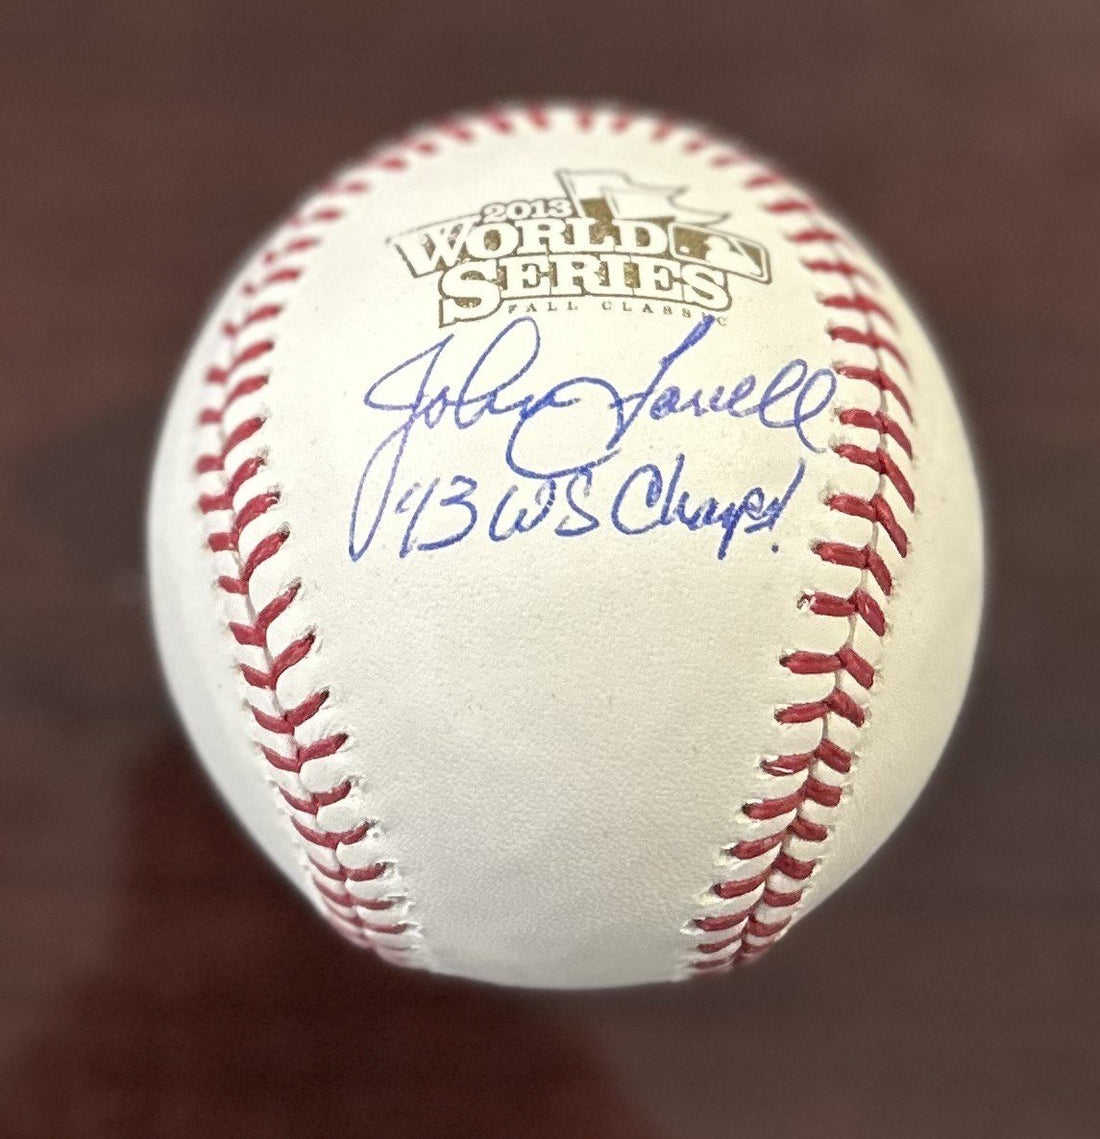 2013
WORLD
SERIES
FALL CLASSIC
John Farrell
'13 WS Champs!